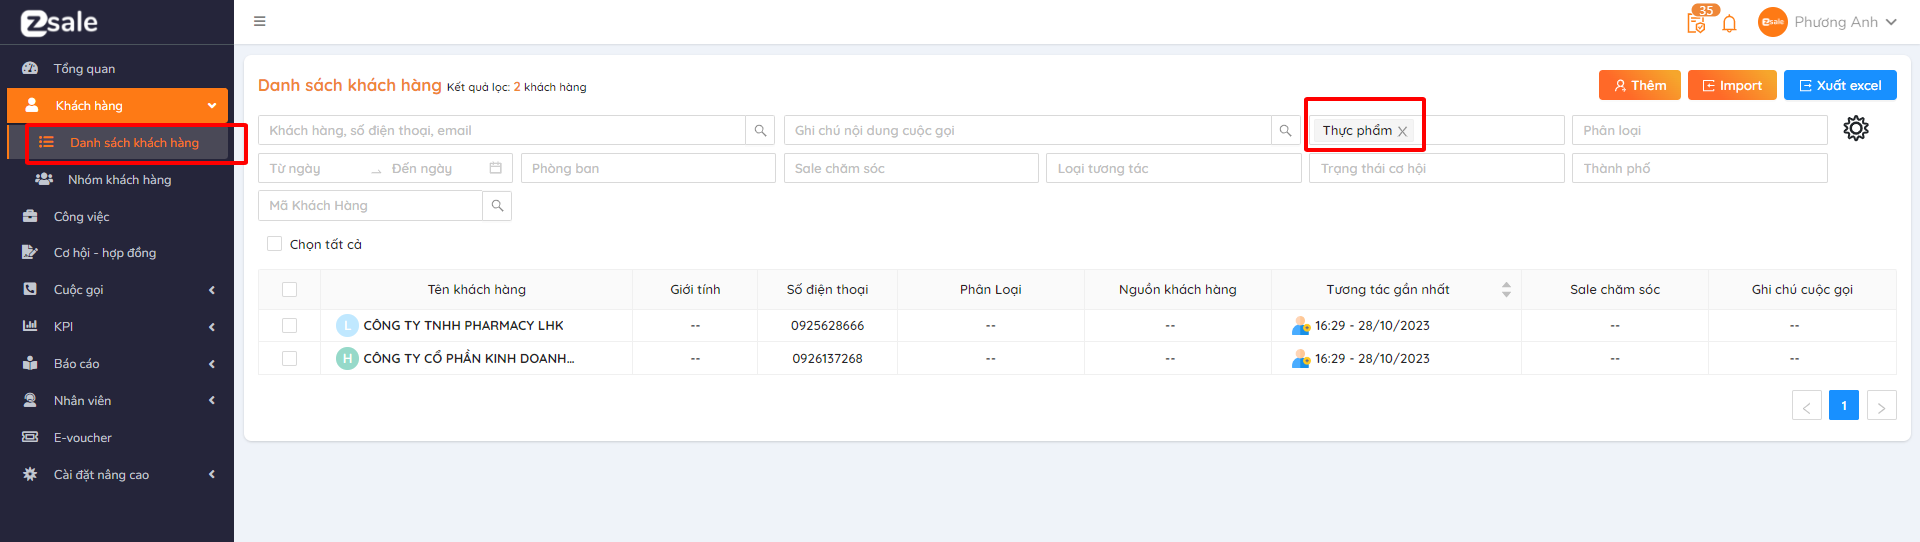 zsale
35
Phương Anh
Tổng quan
Khách hàng
Danh sách khách hàng
Nhóm khách hàng
Công việc
Cơ hội - hợp đồng
Cuộc gọi
KPI
Báo cáo
Nhân viên
E-voucher
Cài đặt nâng cao
Danh sách khách hàng Kết quả lọc: 2 khách hàng
Thêm Import Xuất excel
Khách hàng, số điện thoại, email Ghi chú nội dung cuộc gọi Thực phẩm Phân loại
Từ ngày Đến ngày Phòng ban Sale chăm sóc Loại tương tác Trạng thái cơ hội Thành phố
Mã Khách Hàng
Chọn tất cả
Tên khách hàng Giới tính Số điện thoại Phân Loại Nguồn khách hàng Tương tác gần nhất Sale chăm sóc Ghi chú cuộc gọi
L CÔNG TY TNHH PHARMACY LHK -- 0925628666 -- -- 16:29 - 28/10/2023 -- --
H CÔNG TY CỔ PHẦN KINH DOANH... -- 0926137268 -- -- 16:29 - 28/10/2023 -- --
< 1 >